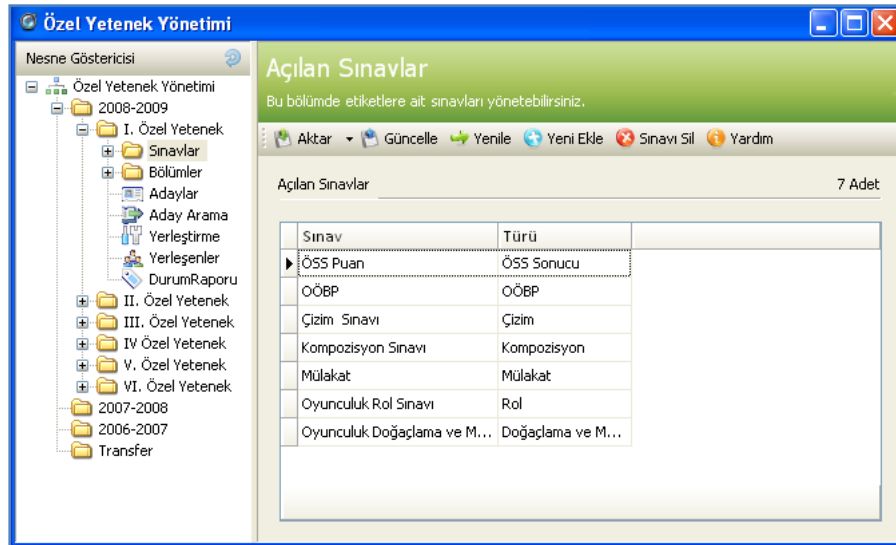 Özel Yetenek Yönetimi
Nesne Göstericisi
Özel Yetenek Yönetimi
2008-2009
I. Özel Yetenek
Sınavlar
Bölümler
Adaylar
Aday Arama
Yerleştirme
Yerleşenler
DurumRaporu
II. Özel Yetenek
III. Özel Yetenek
IV Özel Yetenek
V. Özel Yetenek
VI. Özel Yetenek
2007-2008
2006-2007
Transfer
Açılan Sınavlar
Bu bölümde etiketlere ait sınavları yönetebilirsiniz.
Aktar Güncelle Yenile Yeni Ekle Sınavı Sil Yardım
Açılan Sınavlar 7 Adet
Sınav Türü
ÖSS Puan ÖSS Sonucu
OÖBP OÖBP
Çizim Sınavı Çizim
Kompozisyon Sınavı Kompozisyon
Mülakat Mülakat
Oyunculuk Rol Sınavı Rol
Oyunculuk Doğaçlama ve M... Doğaçlama ve M...